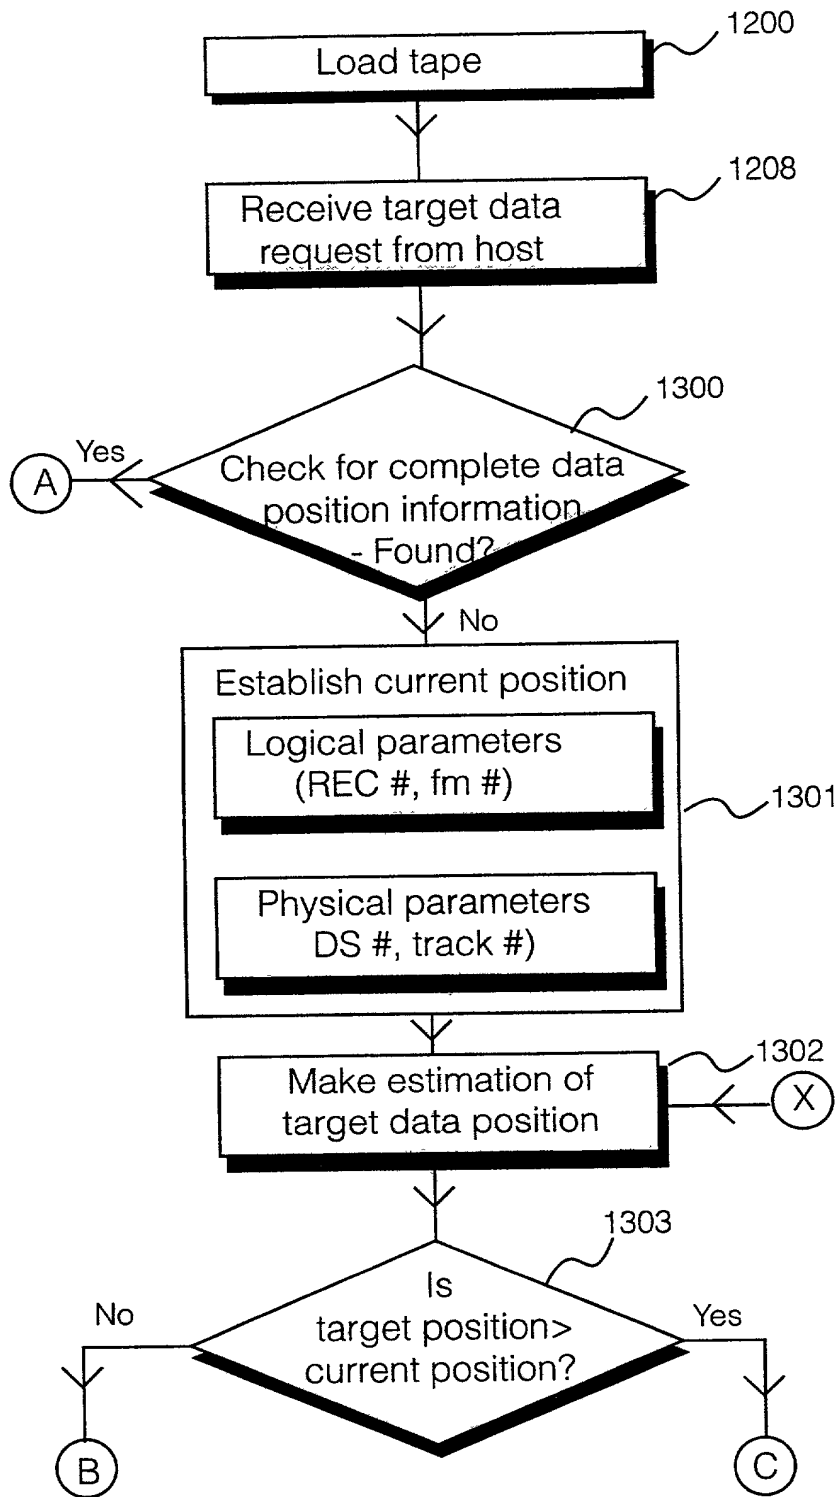 1200
Load tape
1208
Receive target data
request from host
1300
Yes
A
Check for complete data
position information
- Found?
No
Establish current position
Logical parameters
(REC #, fm #)
1301
Physical parameters
DS #, track #)
1302
Make estimation of
target data position
X
1303
Is
target position>
current position?
No
Yes
B
C